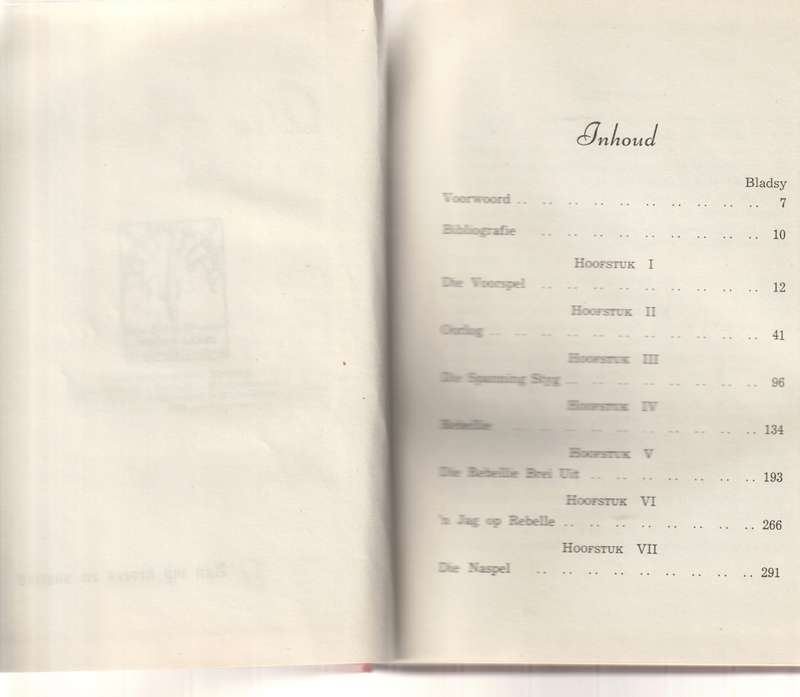 Inhoud
Bladsy
Voorwoord .. .. .. .. .. .. .. .. .. .. 7
Bibliografie .. .. .. .. .. .. .. .. .. 10
HOOFSTUK I
Die Voorspel .. .. .. .. .. .. .. .. .. 12
HOOFSTUK II
Oorlog .. .. .. .. .. .. .. .. .. .. .. 41
HOOFSTUK III
Die Spanning Styg .. .. .. .. .. .. .. .. 96
HOOFSTUK IV
Rebellie .. .. .. .. .. .. .. .. .. .. 134
HOOFSTUK V
Die Rebellie Brei Uit .. .. .. .. .. .. .. 193
HOOFSTUK VI
'n Jag op Rebelle .. .. .. .. .. .. .. .. 266
HOOFSTUK VII
Die Naspel .. .. .. .. .. .. .. .. .. 291